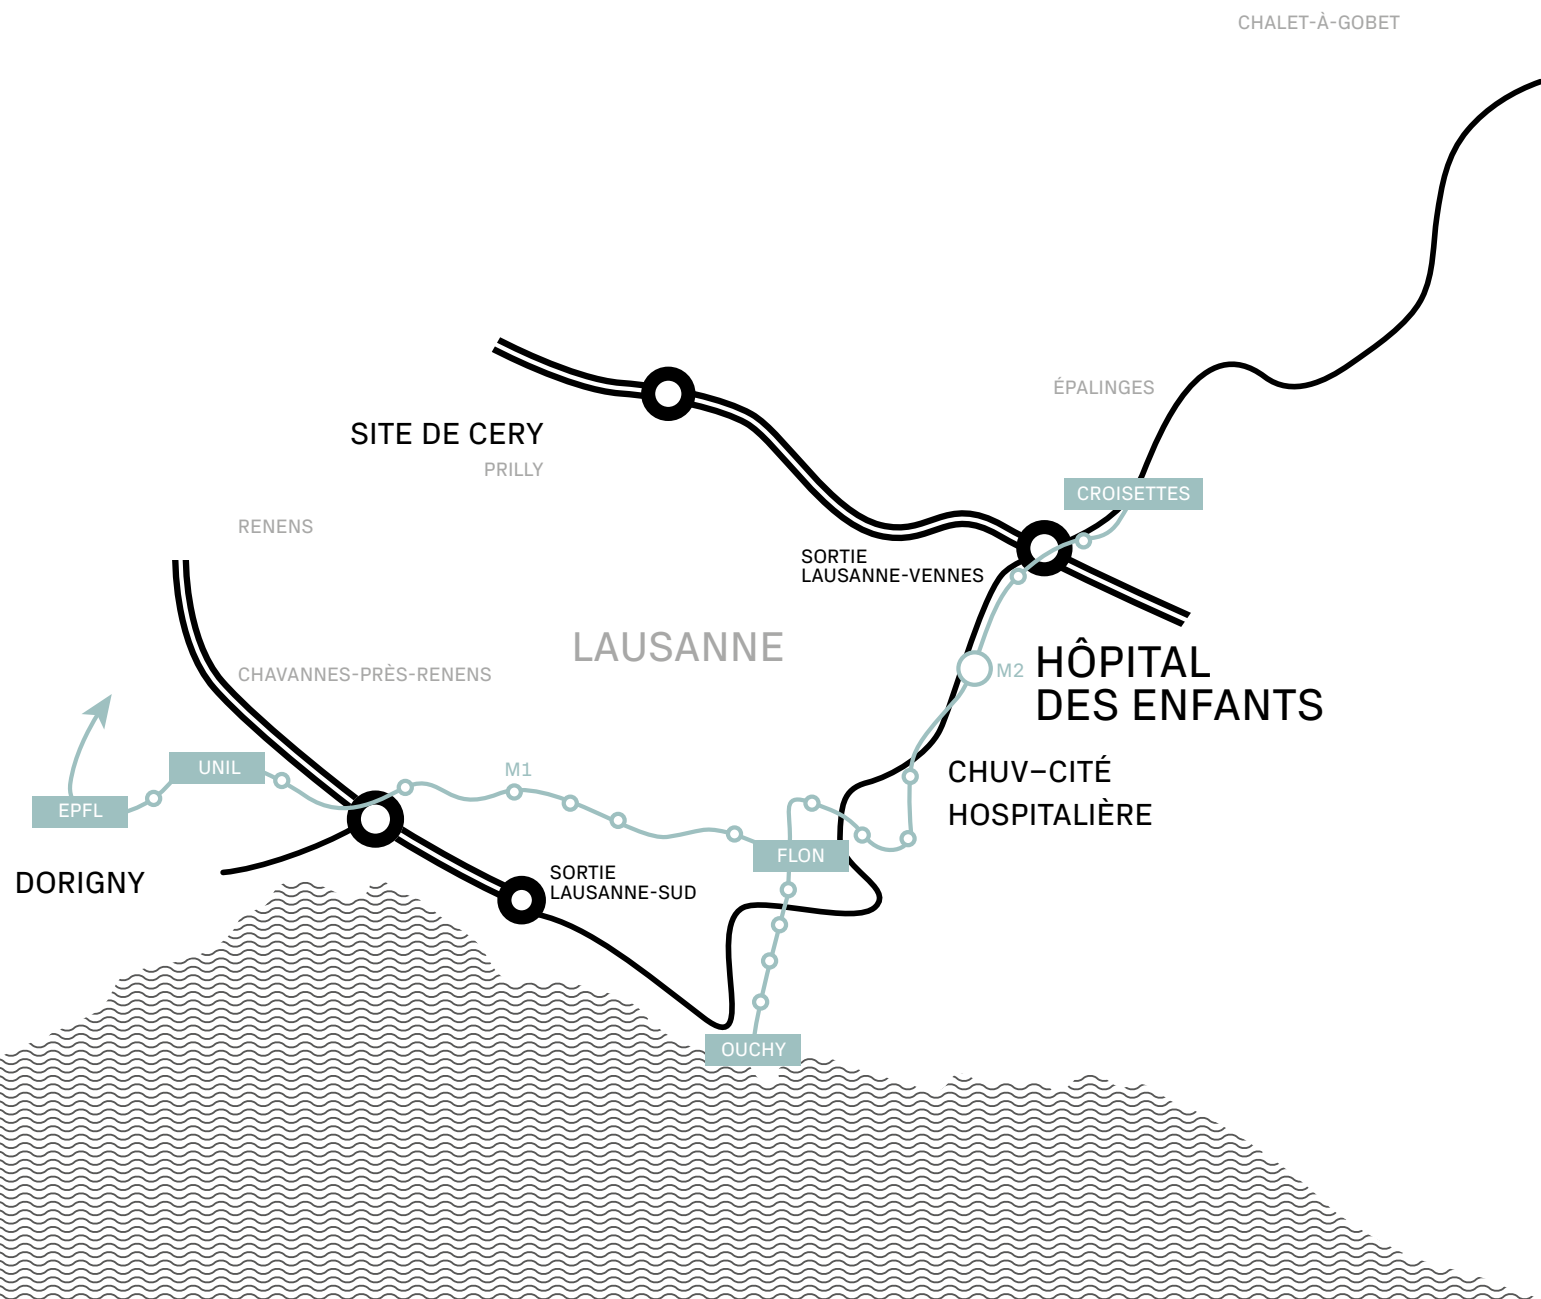 CHALET-À-GOBET
ÉPALINGES
SITE DE CERY
PRILLY
CROISETTES
RENENS
SORTIE
LAUSANNE-VENNES
LAUSANNE
HÔPITAL
DES ENFANTS
M2
CHAVANNES-PRÈS-RENENS
UNIL
M1
CHUV–CITÉ
HOSPITALIÈRE
EPFL
FLON
DORIGNY
SORTIE
LAUSANNE-SUD
OUCHY